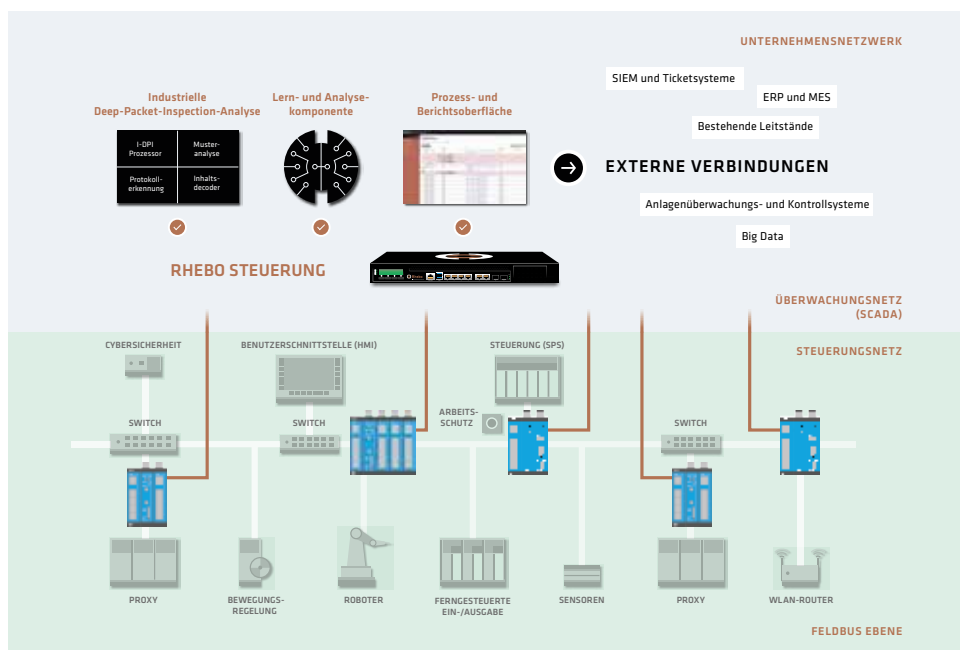 UNTERNEHMENSNETZWERK
SIEM und Ticketsysteme
ERP und MES
Bestehende Leitstände
Industrielle
Deep-Packet-Inspection-Analyse
Lern- und Analyse-
komponente
Prozess- und
Berichtsoberfläche
I-DPI
Prozessor
Muster-
analyse
Protokoll-
erkennung
Inhalts-
decoder
EXTERNE VERBINDUNGEN
Anlagenüberwachungs- und Kontrollsysteme
Big Data
RHEBO STEUERUNG
ÜBERWACHUNGSNETZ
(SCADA)
STEUERUNGSNETZ
CYBERSICHERHEIT
BENUTZERSCHNITTSTELLE (HMI)
STEUERUNG (SPS)
ARBEITS-
SCHUTZ
SWITCH
SWITCH
SWITCH
PROXY
BEWEGUNGS-
REGELUNG
ROBOTER
FERNGESTEUERTE
EIN-/AUSGABE
SENSOREN
PROXY
WLAN-ROUTER
FELDBUS EBENE